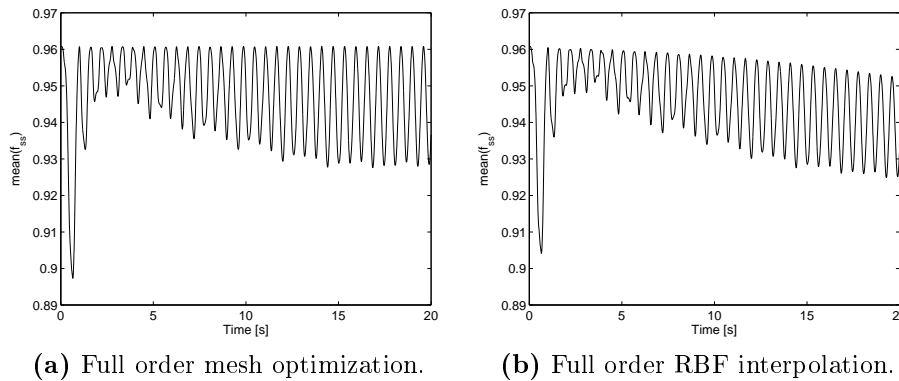 0.97
0.96
0.95
0.94
0.93
0.92
0.91
0.9
0.89
mean(f_ss)
0 5 10 15 20
Time [s]
(a) Full order mesh optimization.
0.97
0.96
0.95
0.94
0.93
0.92
0.91
0.9
0.89
mean(f_ss)
0 5 10 15 20
Time [s]
(b) Full order RBF interpolation.